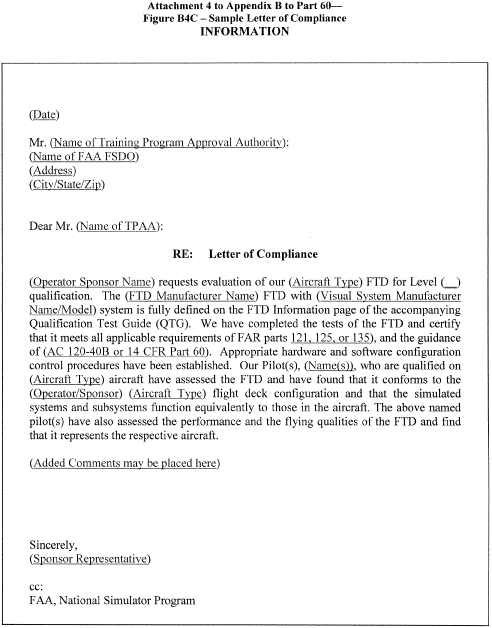 Attachment 4 to Appendix B to Part 60—
Figure B4C – Sample Letter of Compliance
INFORMATION
(Date)
Mr. (Name of Training Program Approval Authority):
(Name of FAA FSDO)
(Address)
(City/State/Zip)
Dear Mr. (Name of TPAA):
RE: Letter of Compliance
(Operator Sponsor Name) requests evaluation of our (Aircraft Type) FTD for Level (__)
qualification. The (FTD Manufacturer Name) FTD with (Visual System Manufacturer
Name/Model) system is fully defined on the FTD Information page of the accompanying
Qualification Test Guide (QTG). We have completed the tests of the FTD and certify
that it meets all applicable requirements of FAR parts 121, 125, or 135), and the guidance
of (AC 120-40B or 14 CFR Part 60). Appropriate hardware and software configuration
control procedures have been established. Our Pilot(s), (Name(s)), who are qualified on
(Aircraft Type) aircraft have assessed the FTD and have found that it conforms to the
(Operator/Sponsor) (Aircraft Type) flight deck configuration and that the simulated
systems and subsystems function equivalently to those in the aircraft. The above named
pilot(s) have also assessed the performance and the flying qualities of the FTD and find
that it represents the respective aircraft.
(Added Comments may be placed here)
Sincerely,
(Sponsor Representative)
cc:
FAA, National Simulator Program